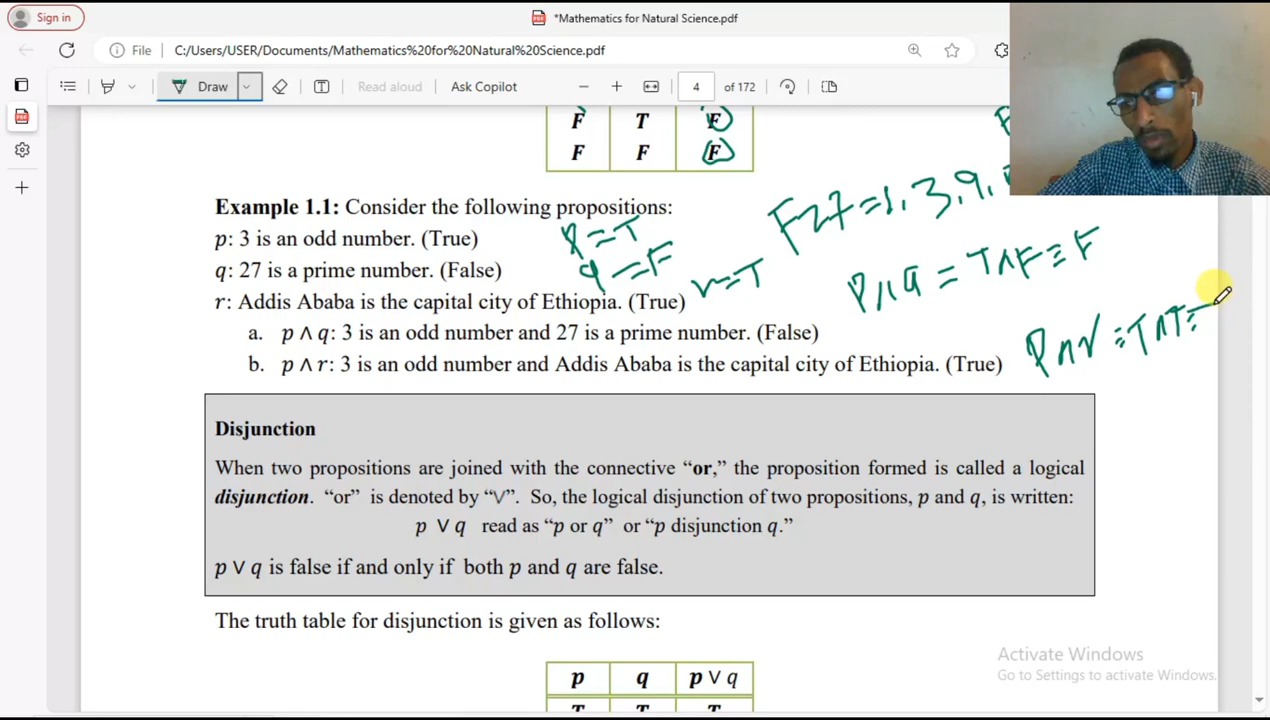 Sign in
*Mathematics for Natural Science.pdf
File C:/Users/USER/Documents/Mathematics%20for%20Natural%20Science.pdf
Draw Read aloud Ask Copilot 4 of 172
F T F
F F F
Example 1.1: Consider the following propositions:
F27 = 1, 3, 9,
p: 3 is an odd number. (True)
P = T
q: 27 is a prime number. (False)
q = F
r = T
P ∧ q ≡ T ∧ F ≡ F
r: Addis Ababa is the capital city of Ethiopia. (True)
a. p ∧ q: 3 is an odd number and 27 is a prime number. (False)
P ∧ r ≡ T ∧ T ≡
b. p ∧ r: 3 is an odd number and Addis Ababa is the capital city of Ethiopia. (True)
Disjunction
When two propositions are joined with the connective “or,” the proposition formed is called a logical
disjunction. “or” is denoted by “∨”. So, the logical disjunction of two propositions, p and q, is written:
p ∨ q read as “p or q” or “p disjunction q.”
p ∨ q is false if and only if both p and q are false.
The truth table for disjunction is given as follows:
Activate Windows
Go to Settings to activate Windows.
p q p ∨ q
T T T